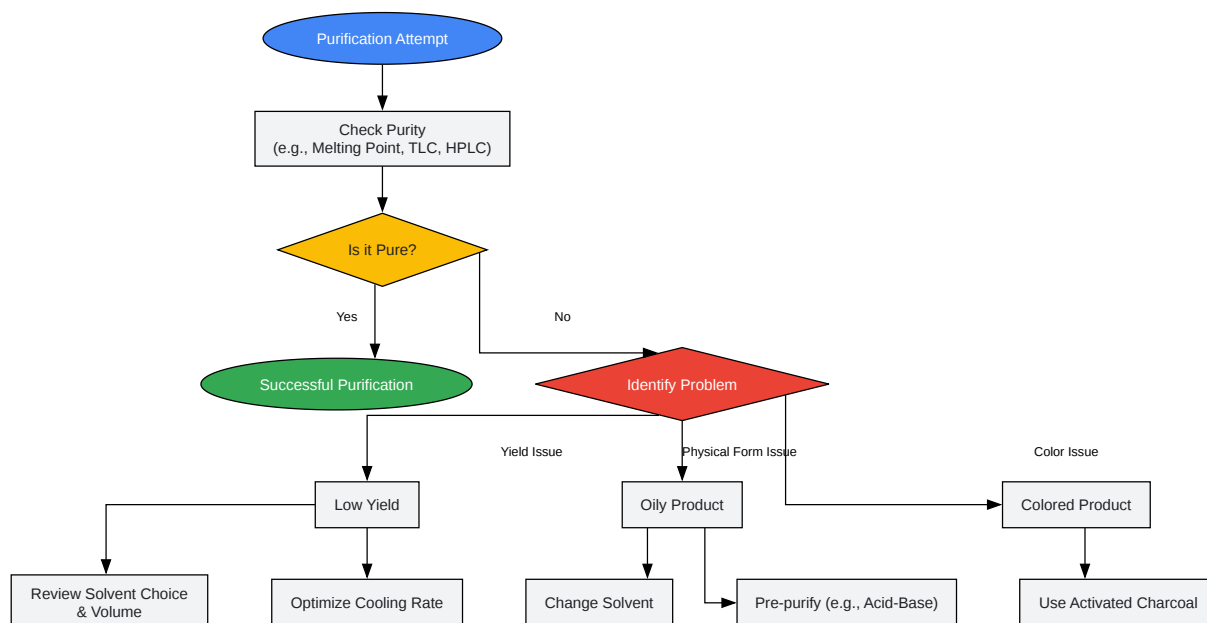 Purification Attempt
Check Purity
(e.g., Melting Point, TLC, HPLC)
Is it Pure?
Yes
No
Successful Purification
Identify Problem
Yield Issue
Physical Form Issue
Color Issue
Low Yield
Oily Product
Colored Product
Review Solvent Choice
& Volume
Optimize Cooling Rate
Change Solvent
Pre-purify (e.g., Acid-Base)
Use Activated Charcoal